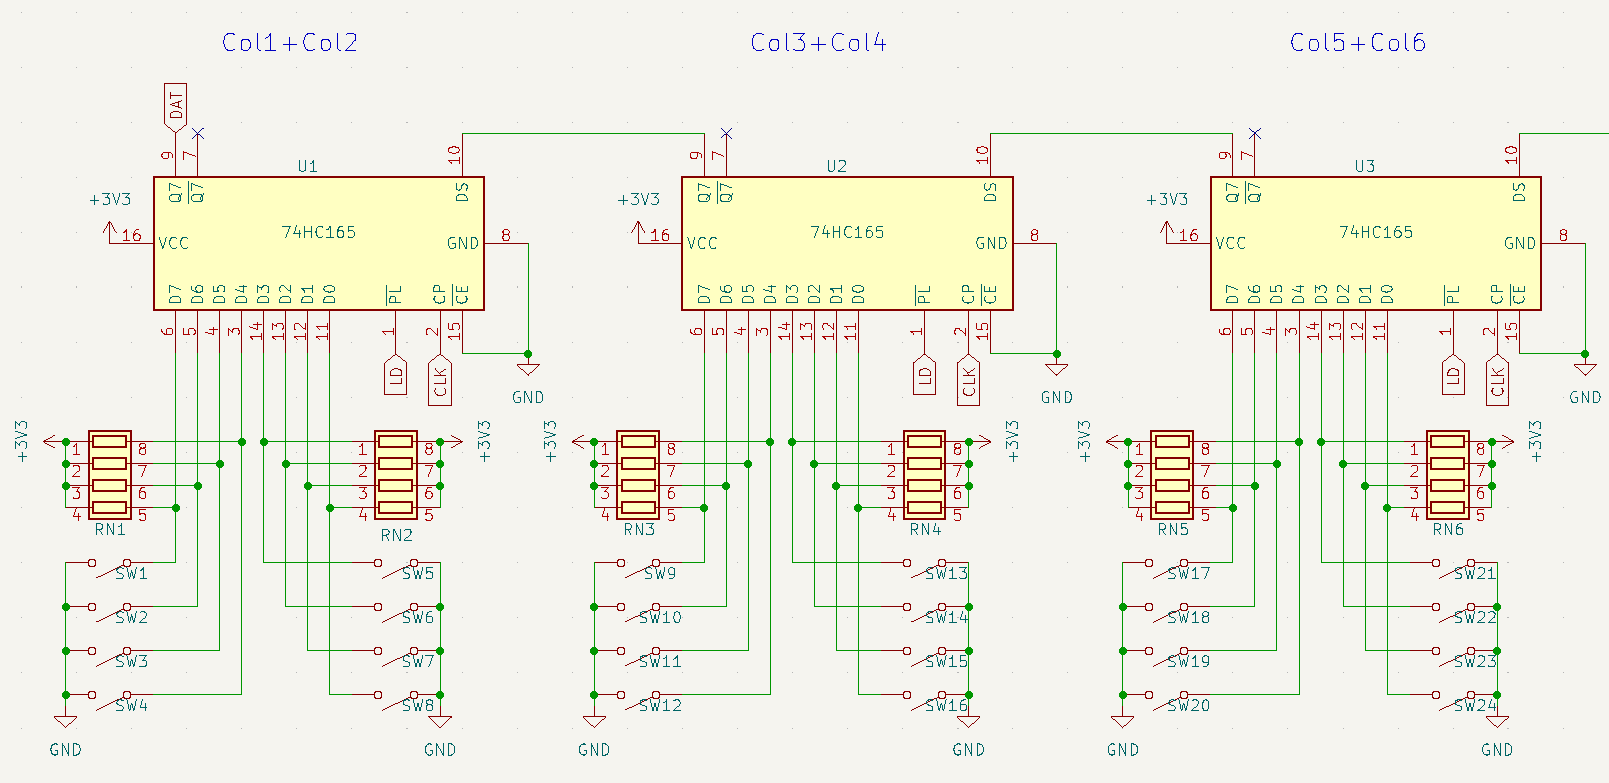 Col1+Col2 Col3+Col4 Col5+Col6
DAT
9 7 10 9 7 10 9 7 10
U1 U2 U3
Q7 Q7 DS Q7 Q7 DS Q7 Q7 DS
+3V3 +3V3 +3V3
74HC165 74HC165 74HC165
16 VCC GND 8 16 VCC GND 8 16 VCC GND 8
D7 D6 D5 D4 D3 D2 D1 D0 PL CP CE D7 D6 D5 D4 D3 D2 D1 D0 PL CP CE D7 D6 D5 D4 D3 D2 D1 D0 PL CP CE
6 5 4 3 14 13 12 11 1 2 15 6 5 4 3 14 13 12 11 1 2 15 6 5 4 3 14 13 12 11 1 2 15
LD CLK LD CLK LD CLK
GND GND GND
+3V3 +3V3 +3V3 +3V3 +3V3 +3V3
1 8 1 8 1 8 1 8 1 8 1 8
2 7 2 7 2 7 2 7 2 7 2 7
3 6 3 6 3 6 3 6 3 6 3 6
4 5 4 5 4 5 4 5 4 5 4 5
RN1 RN2 RN3 RN4 RN5 RN6
SW1 SW5 SW9 SW13 SW17 SW21
SW2 SW6 SW10 SW14 SW18 SW22
SW3 SW7 SW11 SW15 SW19 SW23
SW4 SW8 SW12 SW16 SW20 SW24
GND GND GND GND GND GND